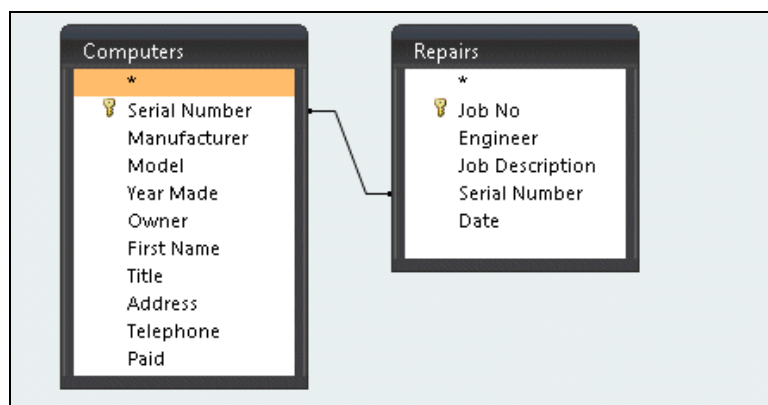 Computers
*
Serial Number
Manufacturer
Model
Year Made
Owner
First Name
Title
Address
Telephone
Paid
Repairs
*
Job No
Engineer
Job Description
Serial Number
Date